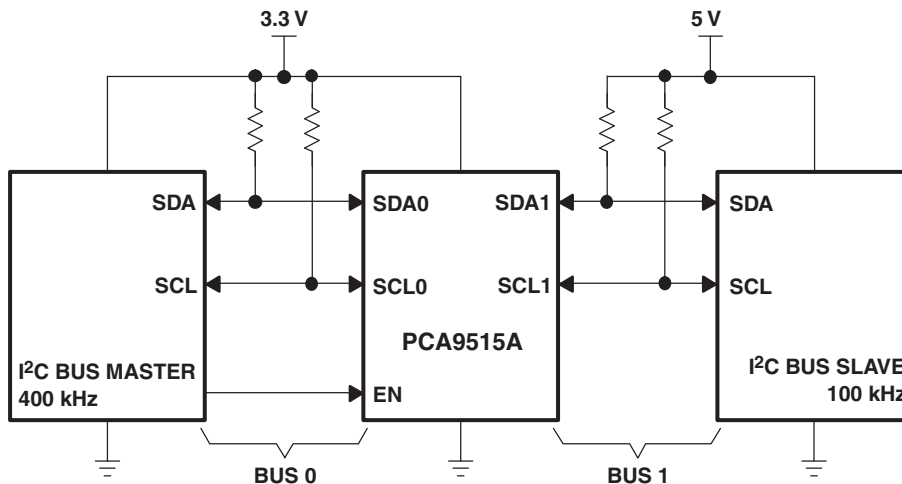 3.3 V
5 V
SDA
SDA0
SDA1
SDA
SCL
SCL0
SCL1
SCL
PCA9515A
I²C BUS MASTER
400 kHz
EN
I²C BUS SLAVE
100 kHz
BUS 0
BUS 1